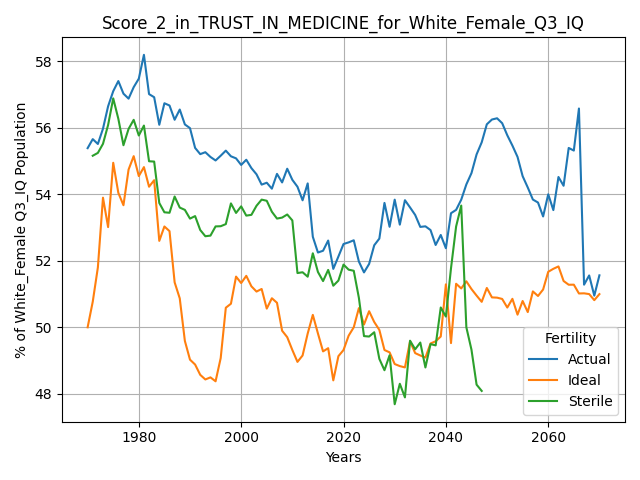 Score_2_in_TRUST_IN_MEDICINE_for_White_Female_Q3_IQ
% of White_Female Q3_IQ Population
58
56
54
52
50
48
1980
2000
2020
2040
2060
Years
Fertility
Actual
Ideal
Sterile